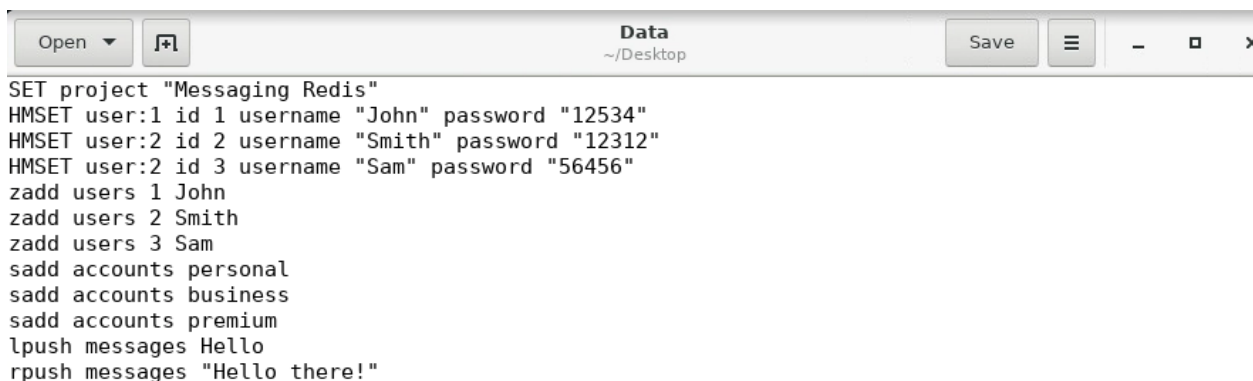 Open
Data
~/Desktop
Save
SET project "Messaging Redis"
HMSET user:1 id 1 username "John" password "12534"
HMSET user:2 id 2 username "Smith" password "12312"
HMSET user:2 id 3 username "Sam" password "56456"
zadd users 1 John
zadd users 2 Smith
zadd users 3 Sam
sadd accounts personal
sadd accounts business
sadd accounts premium
lpush messages Hello
rpush messages "Hello there!"